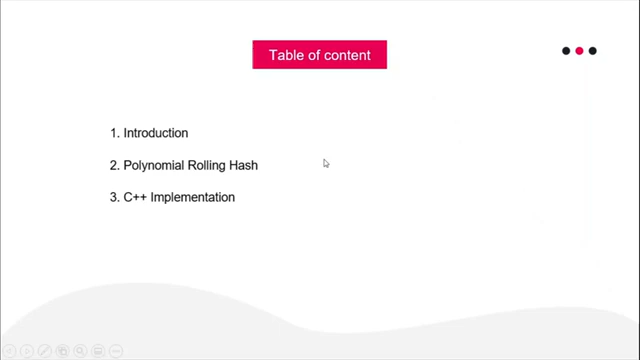 Table of content
1. Introduction
2. Polynomial Rolling Hash
3. C++ Implementation